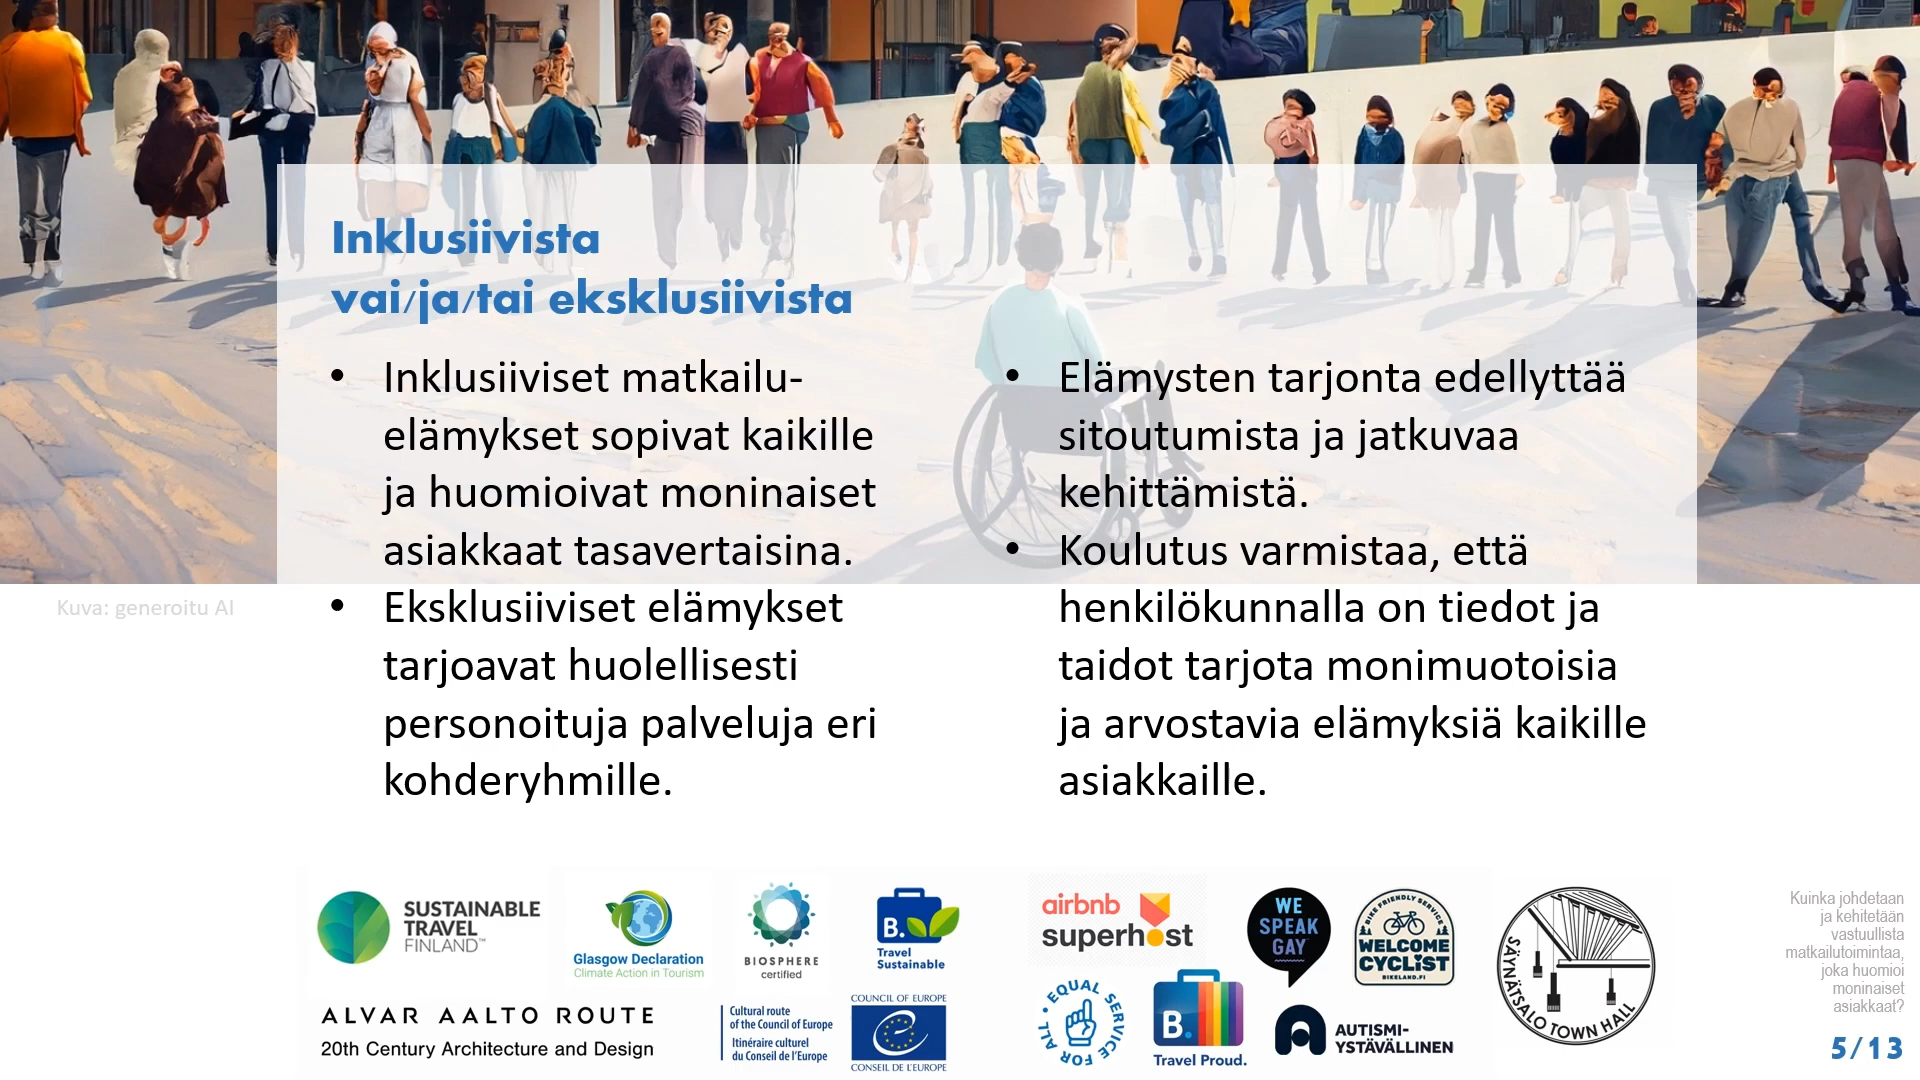 Inklusiivista
vai/ja/tai eksklusiivista
• Inklusiiviset matkailu-
elämykset sopivat kaikille
ja huomioivat moninaiset
asiakkaat tasavertaisina.
• Eksklusiiviset elämykset
tarjoavat huolellisesti
personoituja palveluja eri
kohderyhmille.
• Elämysten tarjonta edellyttää
sitoutumista ja jatkuvaa
kehittämistä.
• Koulutus varmistaa, että
henkilökunnalla on tiedot ja
taidot tarjota monimuotoisia
ja arvostavia elämyksiä kaikille
asiakkaille.
Kuva: generoitu AI
SUSTAINABLE
TRAVEL
FINLAND™
Glasgow Declaration
Climate Action in Tourism
BIOSPHERE
certified
B.
Travel
Sustainable
airbnb
superhost
WE
SPEAK
GAY
BIKE FRIENDLY SERVICE
WELCOME
CYCLIST
BIKELAND.FI
SÄYNÄTSALO TOWN HALL
ALVAR AALTO ROUTE
20th Century Architecture and Design
Cultural route
of the Council of Europe
Itinéraire culturel
du Conseil de l'Europe
COUNCIL OF EUROPE
CONSEIL DE L'EUROPE
EQUAL SERVICE FOR ALL
B.
Travel Proud.
AUTISMI-
YSTÄVÄLLINEN
Kuinka johdetaan
ja kehitetään
vastuullista
matkailutoimintaa,
joka huomioi
moninaiset
asiakkaat?
5/13